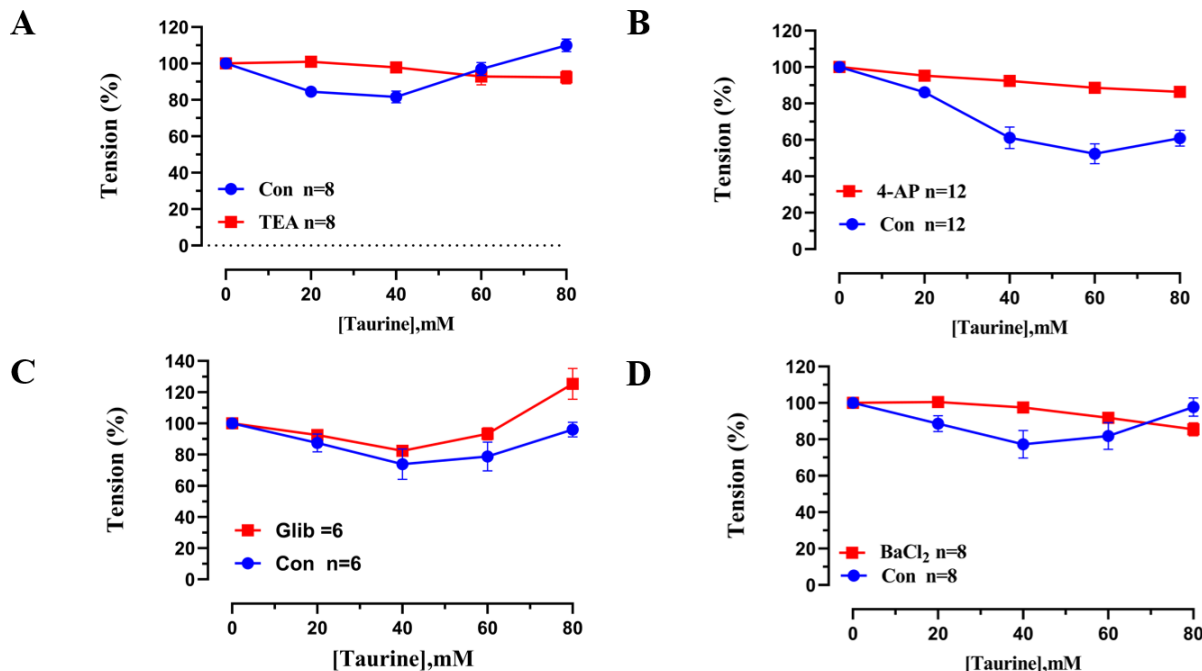 A
Tension (%)
120
100
80
60
40
20
0
Con n=8
TEA n=8
0 20 40 60 80
[Taurine],mM
B
Tension (%)
120
100
80
60
40
20
0
4-AP n=12
Con n=12
0 20 40 60 80
[Taurine],mM
C
Tension (%)
140
120
100
80
60
40
20
0
Glib =6
Con n=6
0 20 40 60 80
[Taurine],mM
D
Tension (%)
120
100
80
60
40
20
0
BaCl₂ n=8
Con n=8
0 20 40 60 80
[Taurine],mM